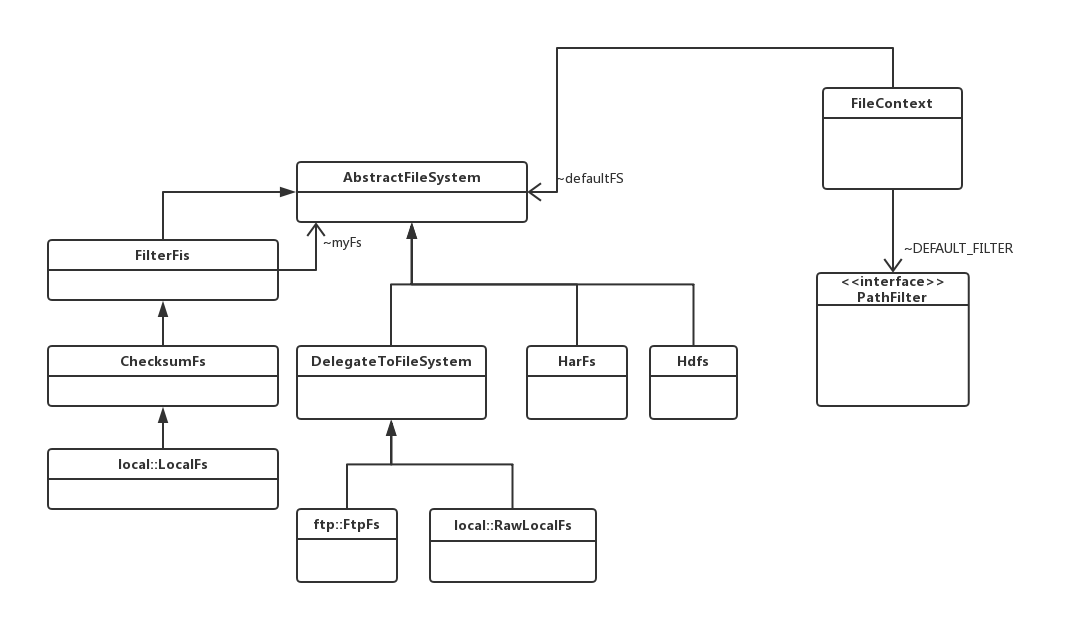 FileContext
AbstractFileSystem
~defaultFS
~myFs
FilterFis
~DEFAULT_FILTER
<<interface>>
PathFilter
ChecksumFs
DelegateToFileSystem
HarFs
Hdfs
local::LocalFs
ftp::FtpFs
local::RawLocalFs